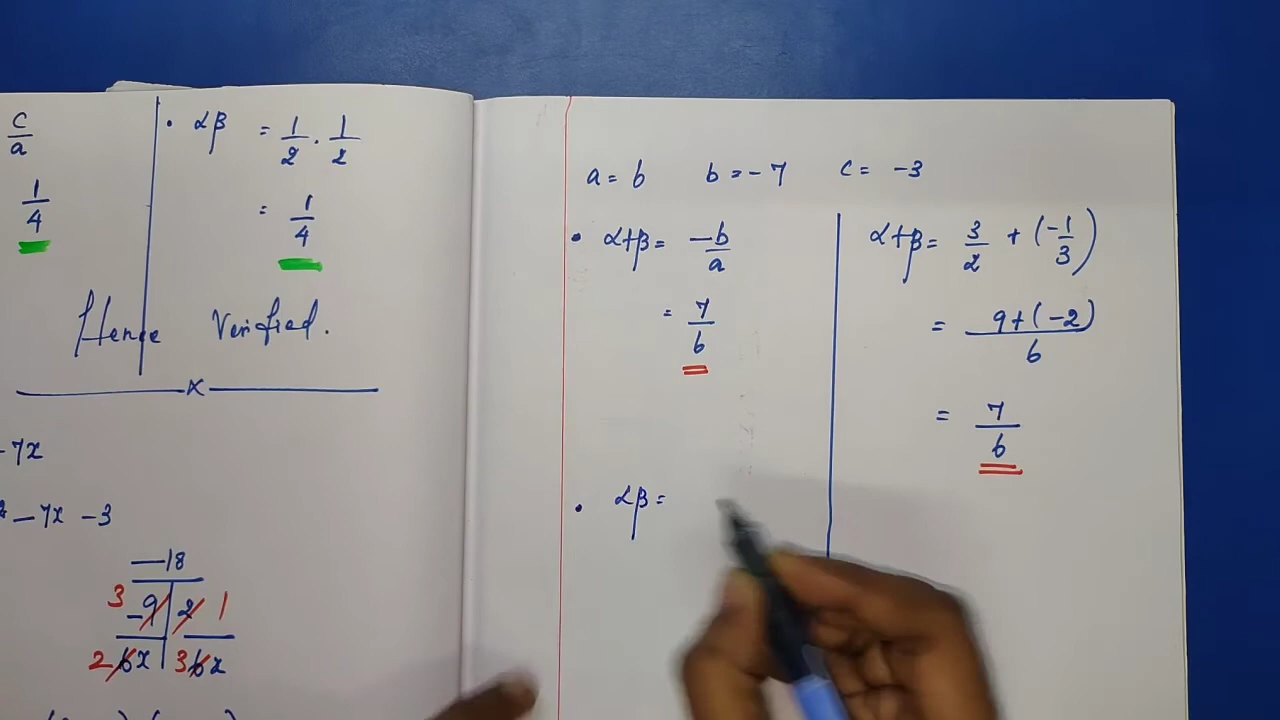 c/a
1/4
• αβ = 1/2 . 1/2
= 1/4
Hence Verified.
x
- 7x
- 7x - 3
-18
3 -9 2 1
2 6x 3 6x
a = 6 b = -7 c = -3
• α+β = -b/a
= 7/6
• αβ =
α+β = 3/2 + (-1/3)
= 9+(-2)/6
= 7/6